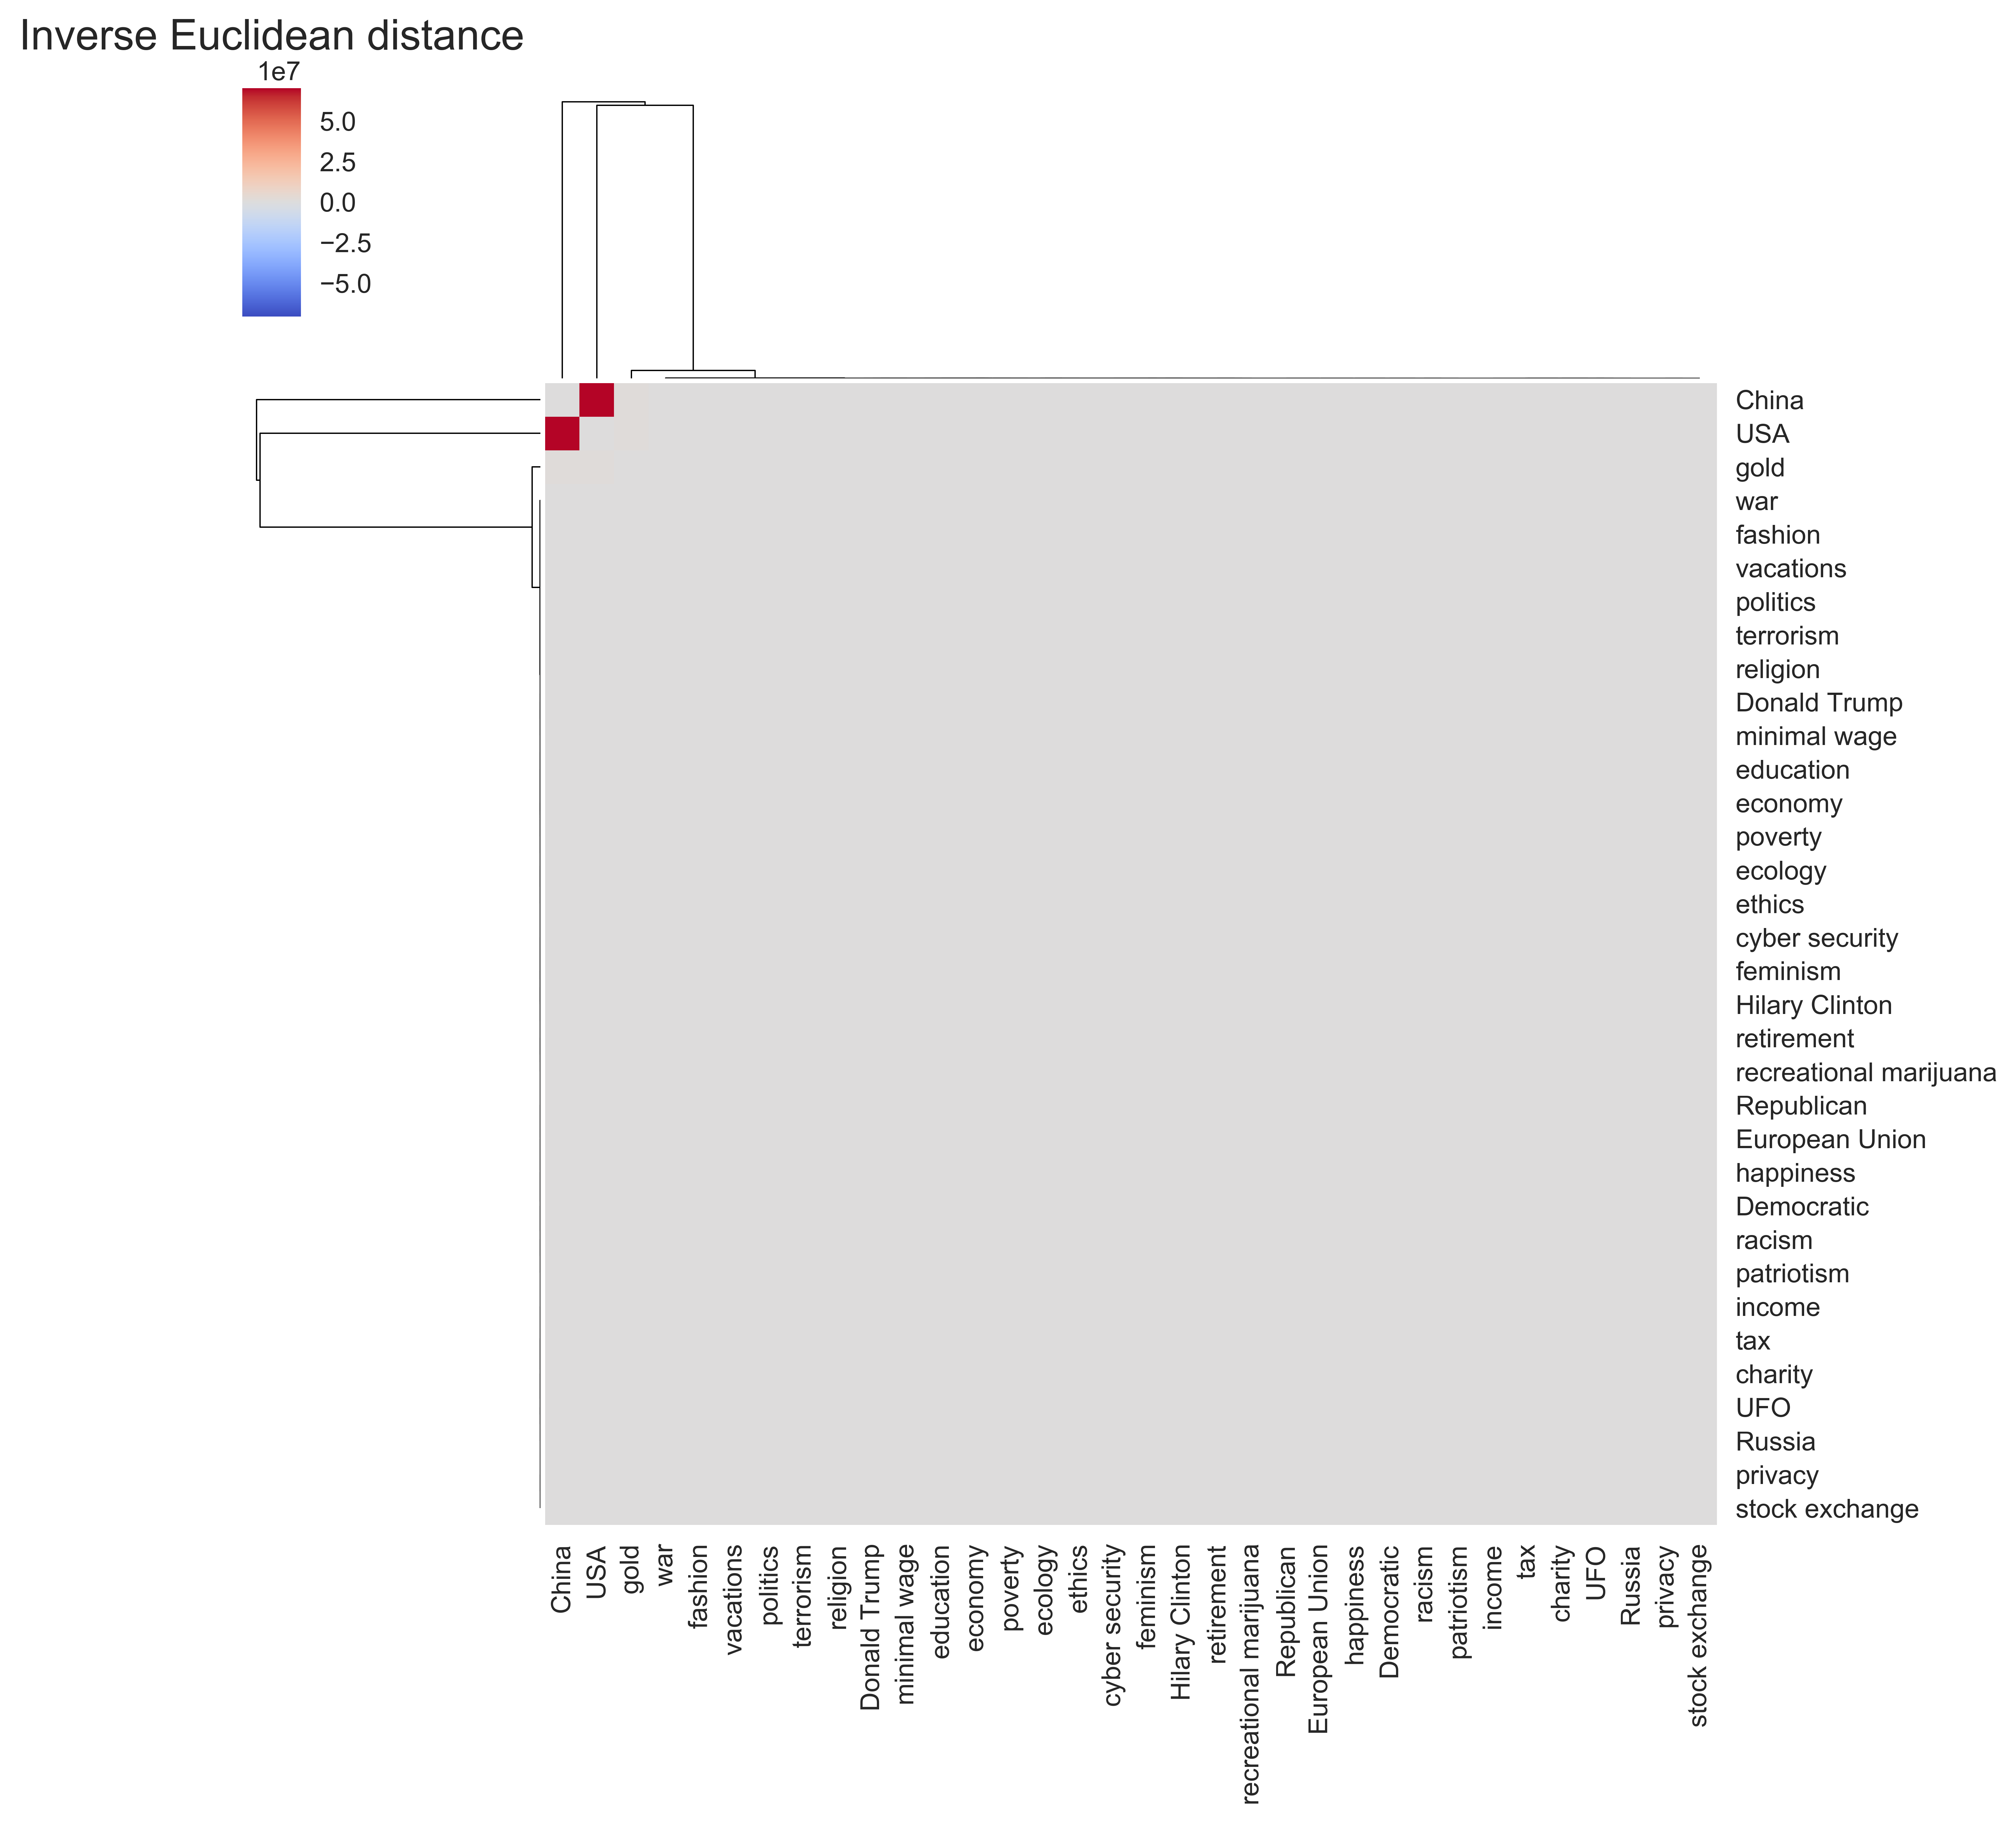 Inverse Euclidean distance
1e7
5.0
2.5
0.0
−2.5
−5.0
China
USA
gold
war
fashion
vacations
politics
terrorism
religion
Donald Trump
minimal wage
education
economy
poverty
ecology
ethics
cyber security
feminism
Hilary Clinton
retirement
recreational marijuana
Republican
European Union
happiness
Democratic
racism
patriotism
income
tax
charity
UFO
Russia
privacy
stock exchange
China
USA
gold
war
fashion
vacations
politics
terrorism
religion
Donald Trump
minimal wage
education
economy
poverty
ecology
ethics
cyber security
feminism
Hilary Clinton
retirement
recreational marijuana
Republican
European Union
happiness
Democratic
racism
patriotism
income
tax
charity
UFO
Russia
privacy
stock exchange